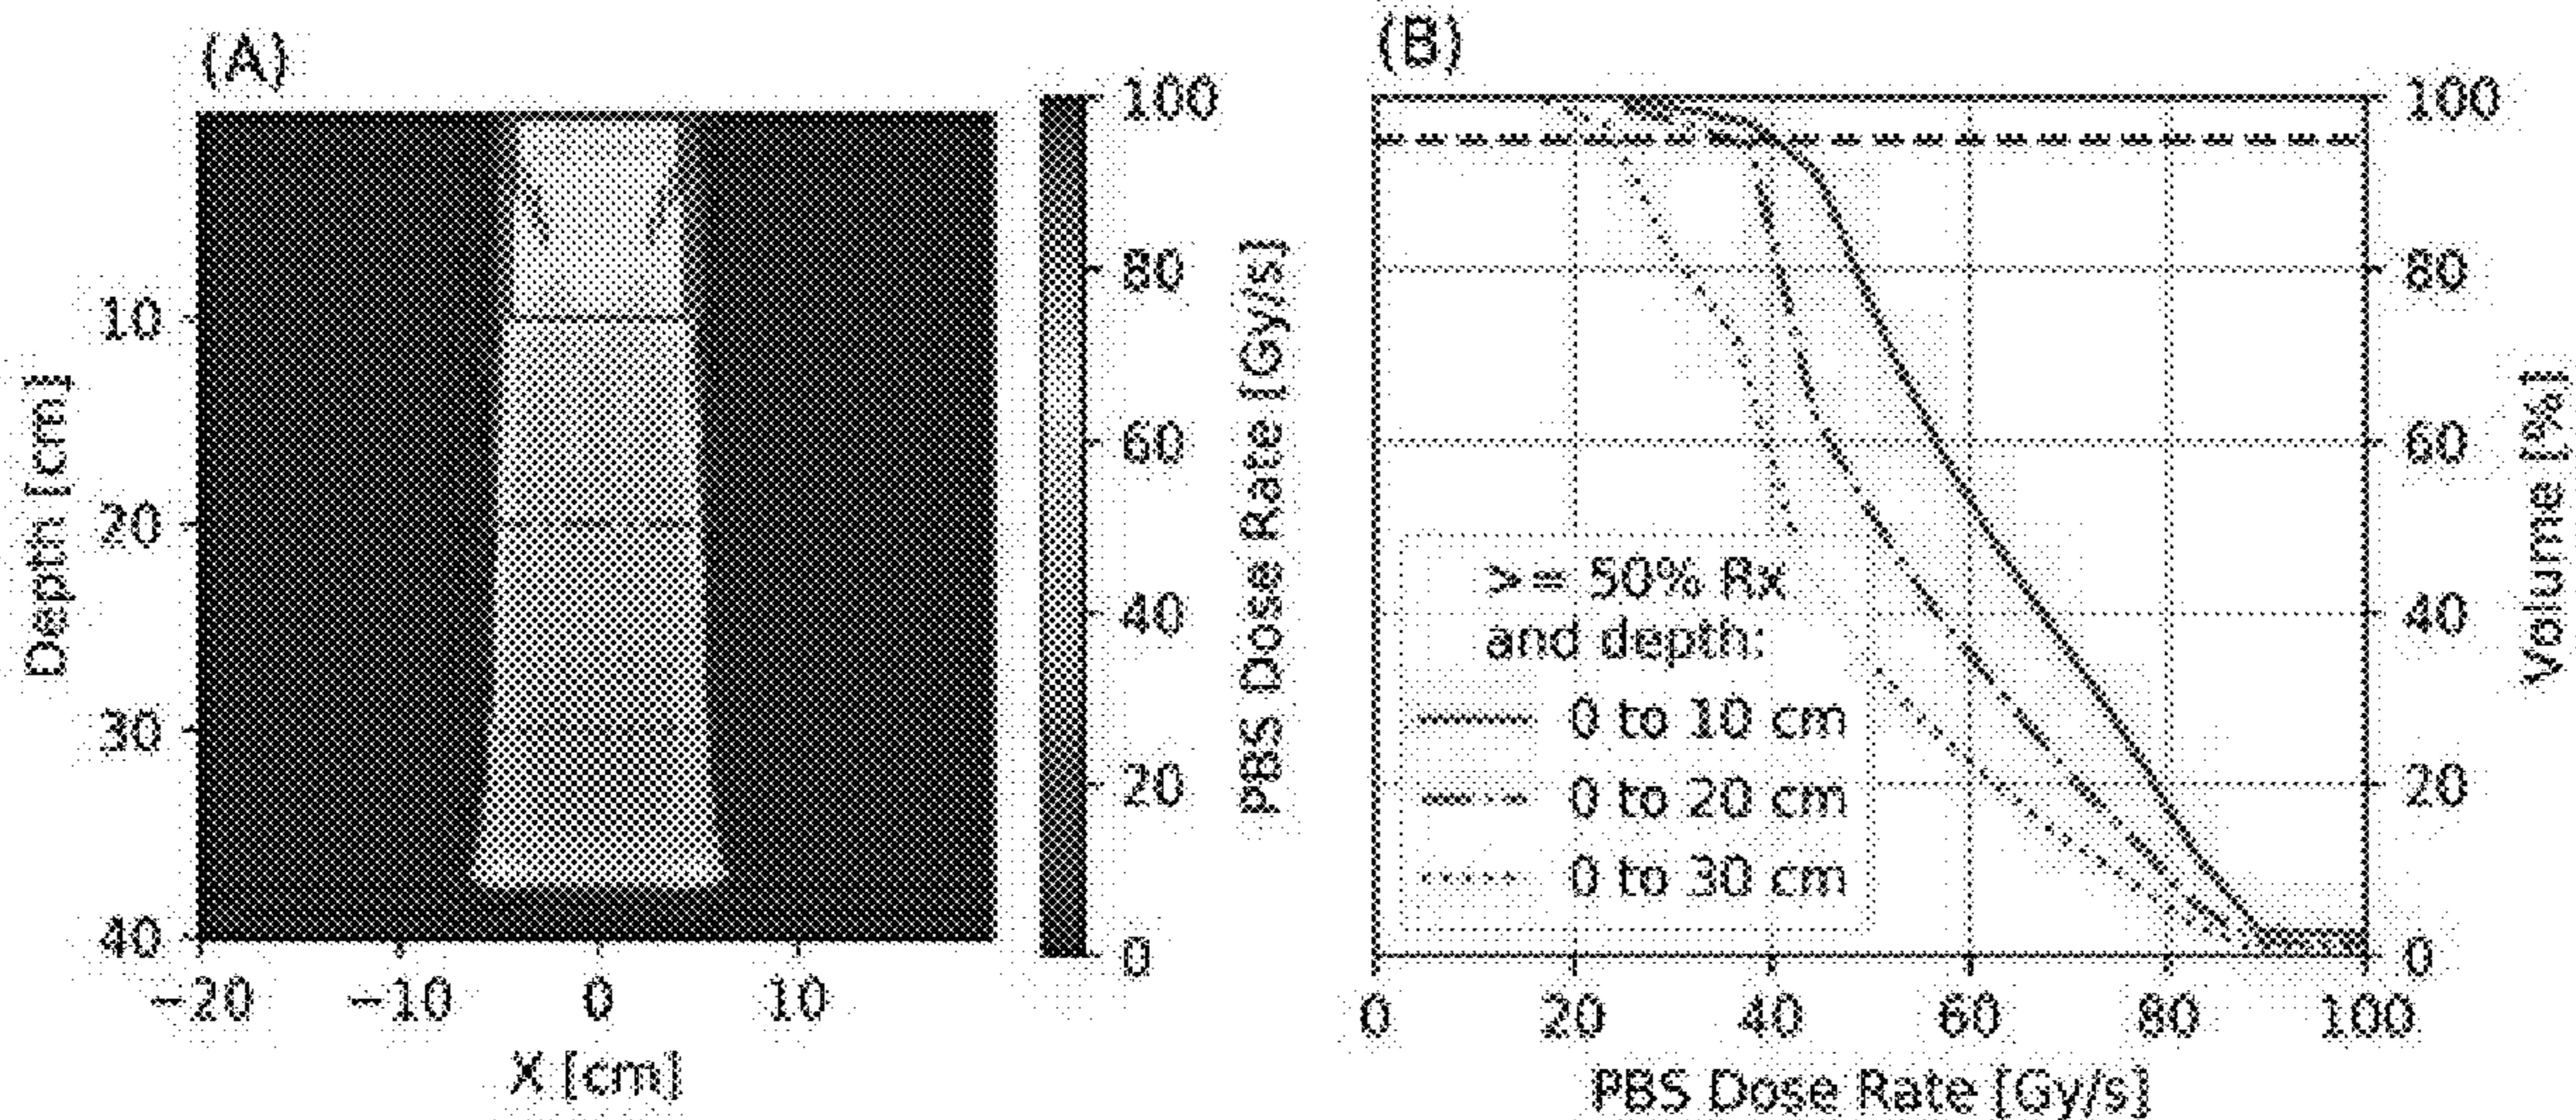 (A)
10
20
30
40
Depth [cm]
−20 −10 0 10
X [cm]
100
80
60
40
20
0
PBS Dose Rate [Gy/s]
(B)
>= 50% Rx
and depth:
0 to 10 cm
0 to 20 cm
0 to 30 cm
0 20 40 60 80 100
PBS Dose Rate [Gy/s]
100
80
60
40
20
0
Volume [%]